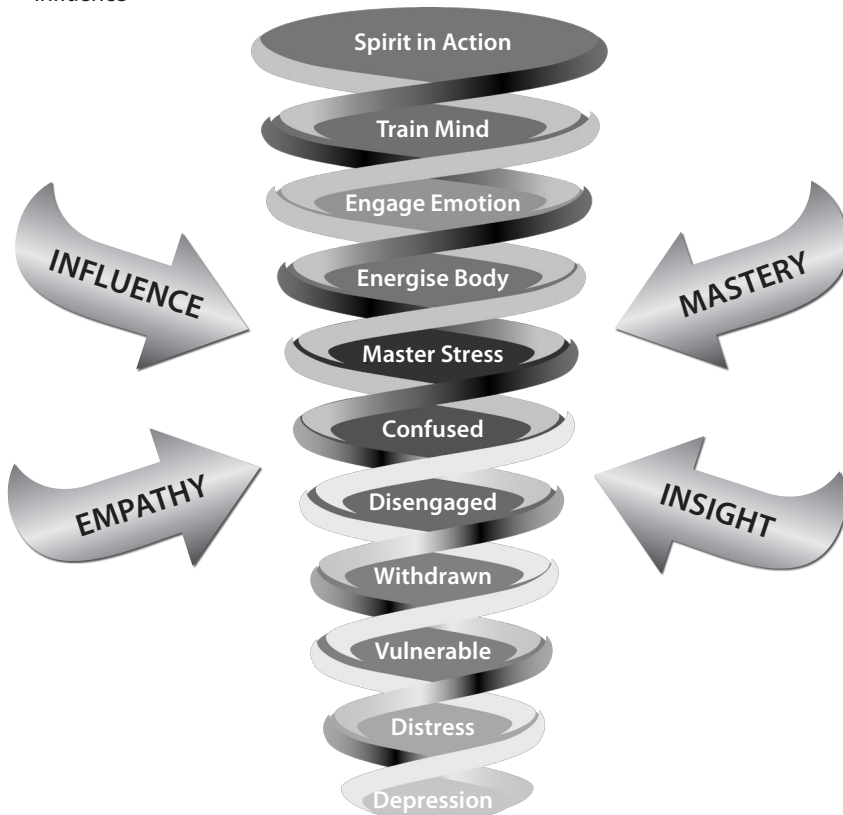 Influence
Spirit in Action
Train Mind
Engage Emotion
INFLUENCE
Energise Body
MASTERY
Master Stress
Confused
EMPATHY
Disengaged
INSIGHT
Withdrawn
Vulnerable
Distress
Depression